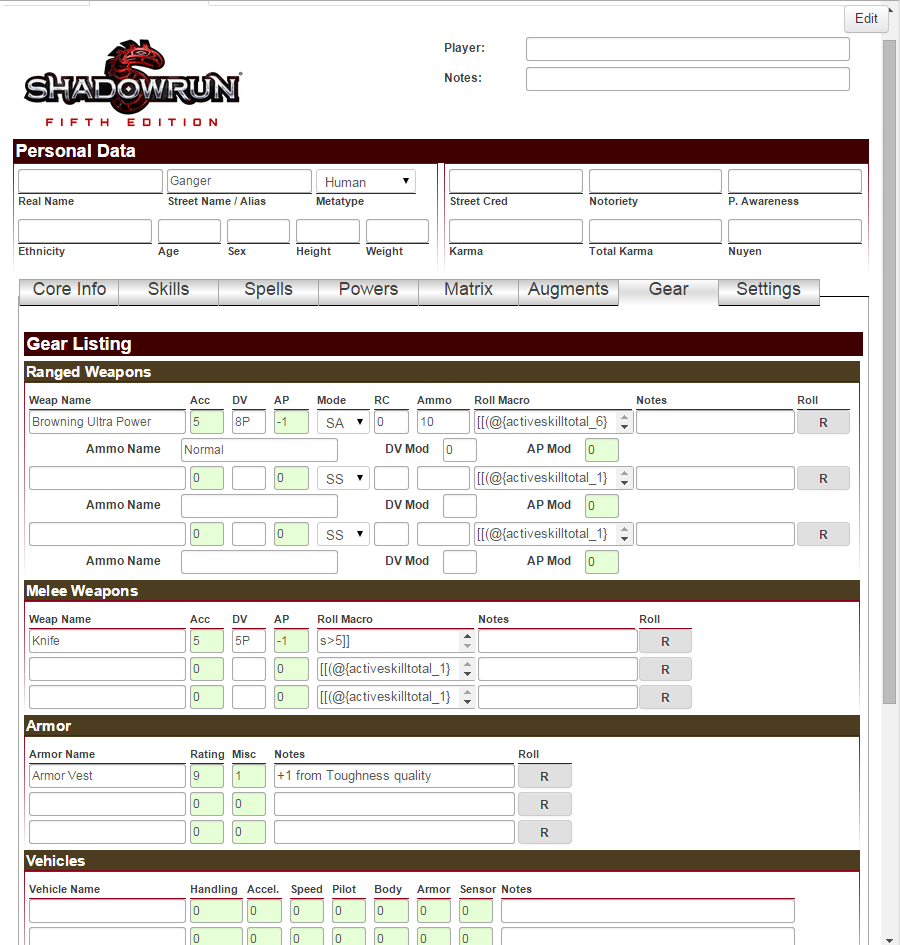 Edit
Player:
SHADOWRUN
FIFTH EDITION
Notes:
Personal Data
Ganger Human
Real Name Street Name / Alias Metatype Street Cred Notoriety P. Awareness
Ethnicity Age Sex Height Weight Karma Total Karma Nuyen
Core Info Skills Spells Powers Matrix Augments Gear Settings
Gear Listing
Ranged Weapons
Weap Name Acc DV AP Mode RC Ammo Roll Macro Notes Roll
Browning Ultra Power 5 8P -1 SA 0 10 [[(@{activeskilltotal_6} R
Ammo Name Normal DV Mod 0 AP Mod 0
0 0 SS [[(@{activeskilltotal_1} R
Ammo Name DV Mod AP Mod 0
0 0 SS [[(@{activeskilltotal_1} R
Ammo Name DV Mod AP Mod 0
Melee Weapons
Weap Name Acc DV AP Roll Macro Notes Roll
Knife 5 5P -1 s>5]] R
0 0 [[(@{activeskilltotal_1} R
0 0 [[(@{activeskilltotal_1} R
Armor
Armor Name Rating Misc Notes Roll
Armor Vest 9 1 +1 from Toughness quality R
0 0 R
0 0 R
Vehicles
Vehicle Name Handling Accel. Speed Pilot Body Armor Sensor Notes
0 0 0 0 0 0 0
0 0 0 0 0 0 0